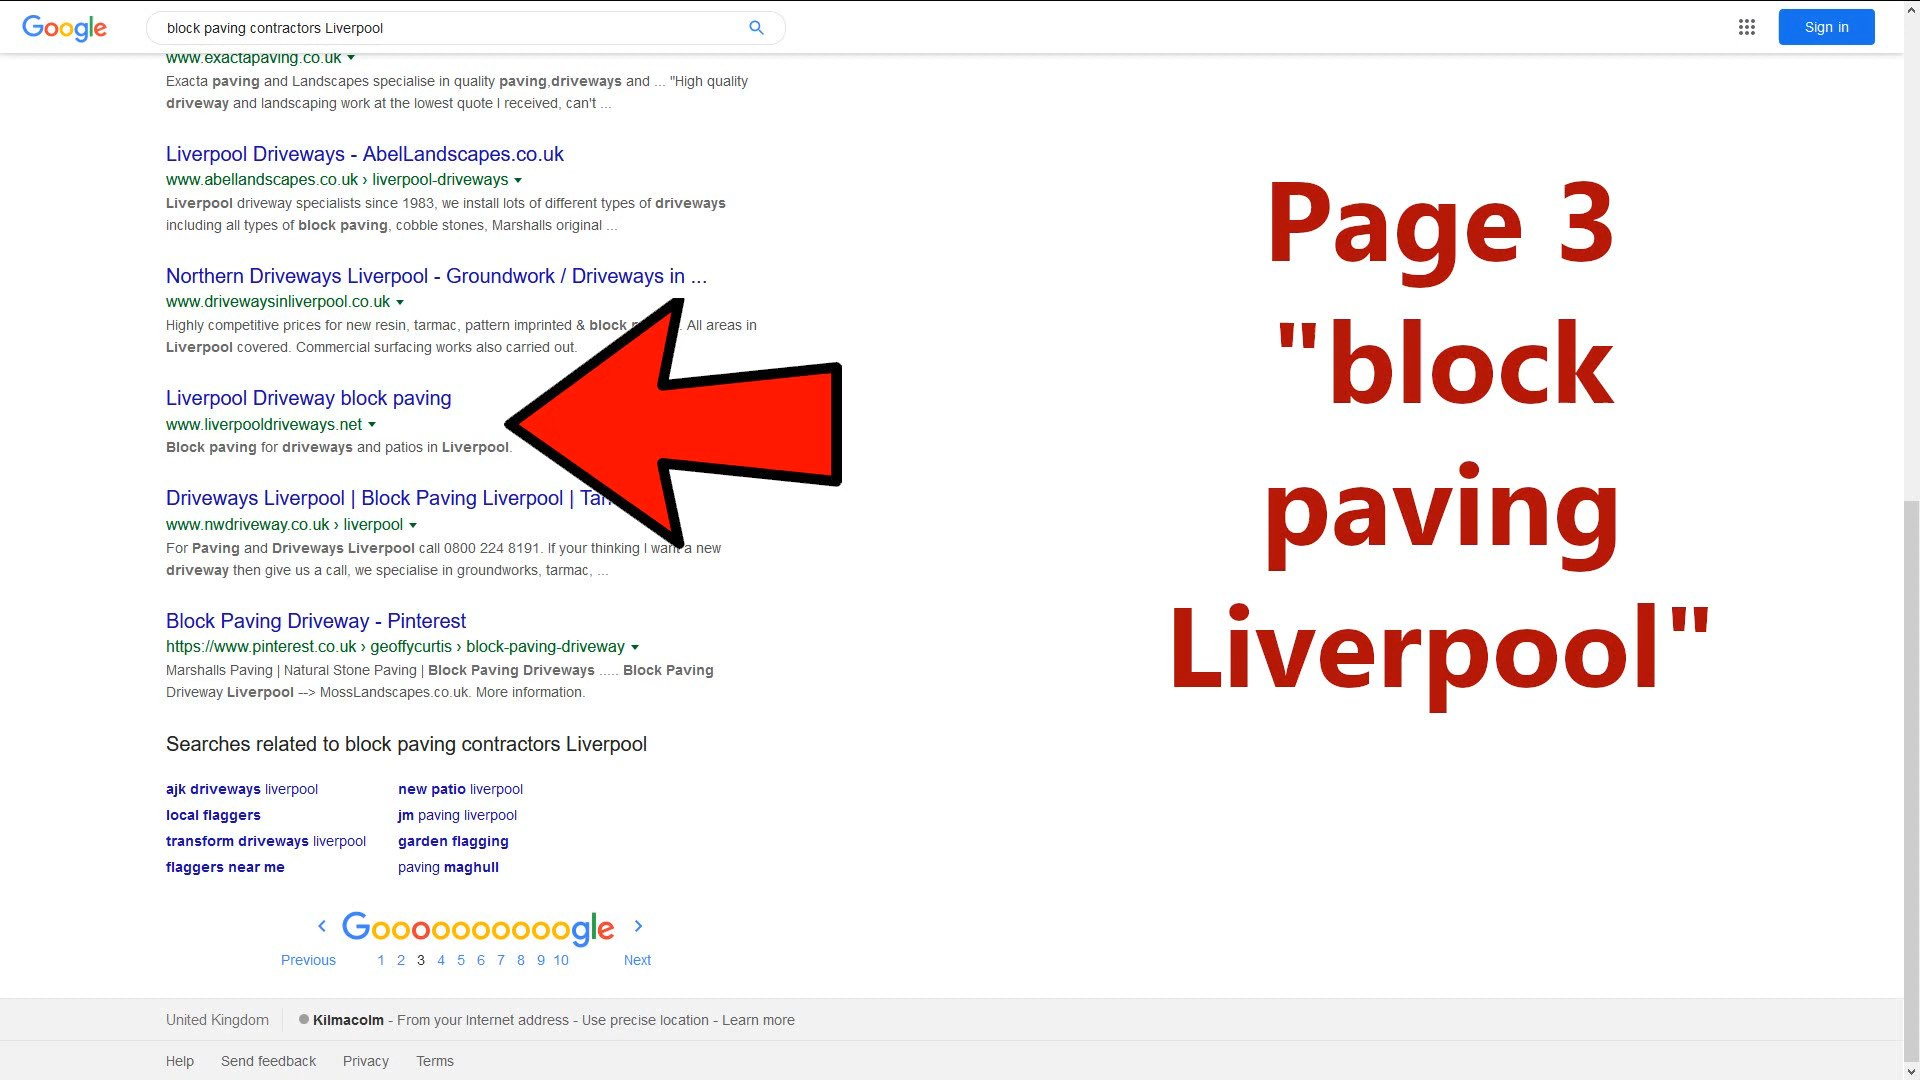 Google
block paving contractors Liverpool
Sign in
www.exactapaving.co.uk
Exacta paving and Landscapes specialise in quality paving,driveways and ... "High quality
driveway and landscaping work at the lowest quote I received, can't ...
Liverpool Driveways - AbelLandscapes.co.uk
www.abellandscapes.co.uk › liverpool-driveways
Liverpool driveway specialists since 1983, we install lots of different types of driveways
including all types of block paving, cobble stones, Marshalls original ...
Northern Driveways Liverpool - Groundwork / Driveways in ...
www.drivewaysinliverpool.co.uk
Highly competitive prices for new resin, tarmac, pattern imprinted & block All areas in
Liverpool covered. Commercial surfacing works also carried out.
Liverpool Driveway block paving
www.liverpooldriveways.net
Block paving for driveways and patios in Liverpool.
Driveways Liverpool | Block Paving Liverpool |
www.nwdriveway.co.uk › liverpool
For Paving and Driveways Liverpool call 0800 224 8191. If your thinking I want a new
driveway then give us a call, we specialise in groundworks, tarmac, ...
Block Paving Driveway - Pinterest
https://www.pinterest.co.uk › geoffycurtis › block-paving-driveway
Marshalls Paving | Natural Stone Paving | Block Paving Driveways ..... Block Paving
Driveway Liverpool --> MossLandscapes.co.uk. More information.
Searches related to block paving contractors Liverpool
ajk driveways liverpool
local flaggers
transform driveways liverpool
flaggers near me
new patio liverpool
jm paving liverpool
garden flagging
paving maghull
Goooooooooogle
Previous 1 2 3 4 5 6 7 8 9 10 Next
United Kingdom Kilmacolm - From your Internet address - Use precise location - Learn more
Help Send feedback Privacy Terms
Page 3
"block
paving
Liverpool"